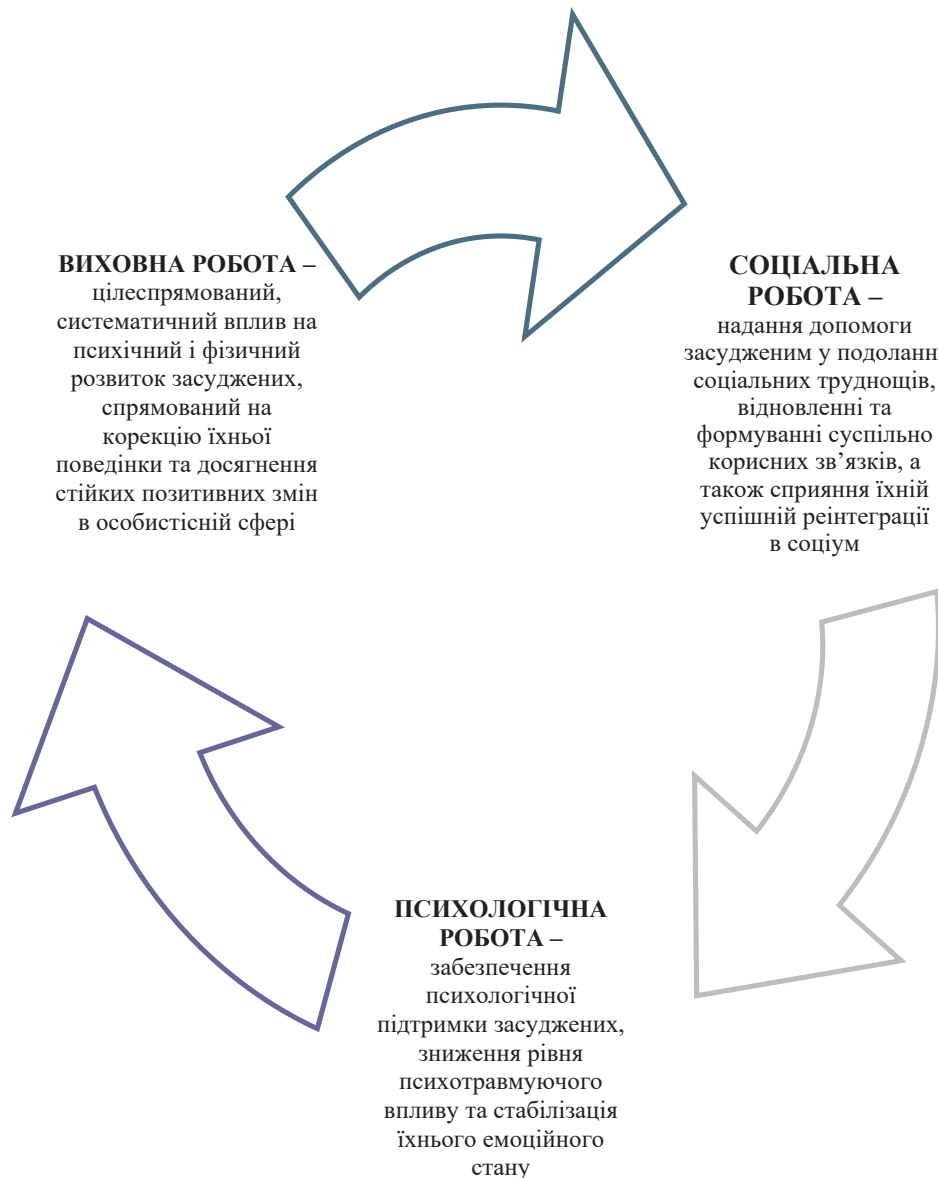 ВИХОВНА РОБОТА –
цілеспрямований,
систематичний вплив на
психічний і фізичний
розвиток засуджених,
спрямований на
корекцію їхньої
поведінки та досягнення
стійких позитивних змін
в особистісній сфері
СОЦІАЛЬНА
РОБОТА –
надання допомоги
засудженим у подоланн
соціальних труднощів,
відновленні та
формуванні суспільно
корисних зв’язків, а
також сприяння їхній
успішній реінтеграції
в соціум
ПСИХОЛОГІЧНА
РОБОТА –
забезпечення
психологічної
підтримки засуджених,
зниження рівня
психотравмуючого
впливу та стабілізація
їхнього емоційного
стану